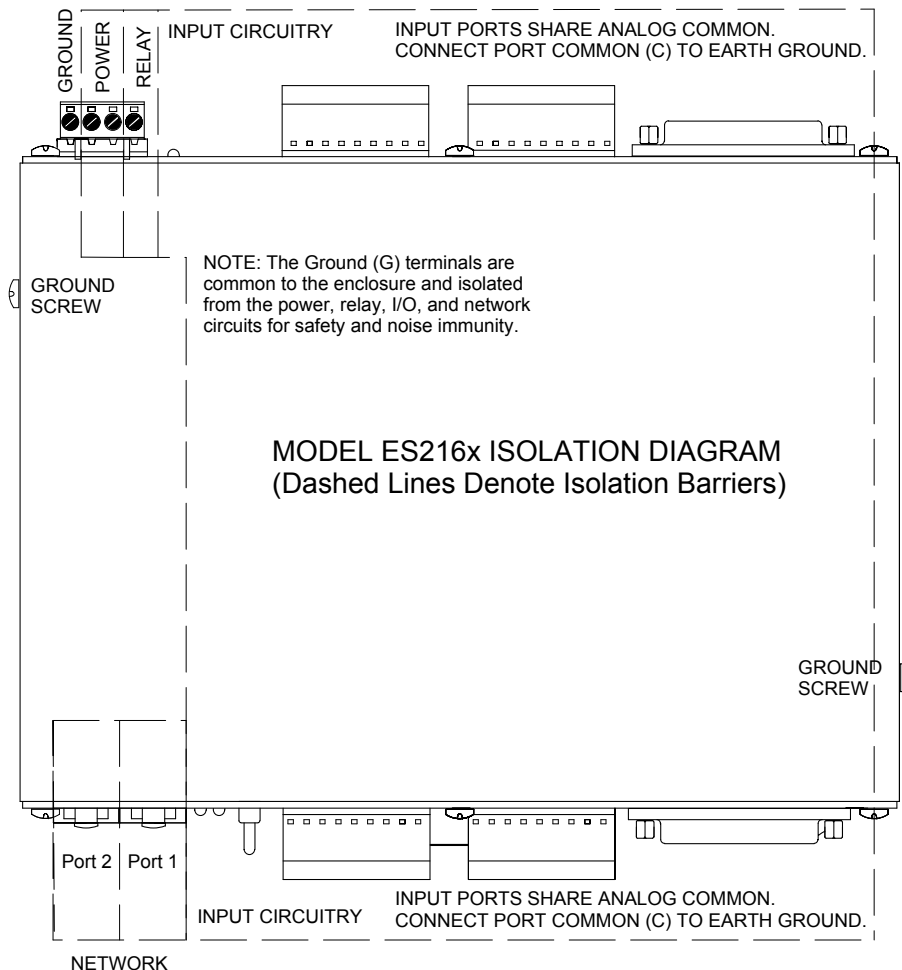 GROUND
POWER
RELAY
INPUT CIRCUITRY
INPUT PORTS SHARE ANALOG COMMON.
CONNECT PORT COMMON (C) TO EARTH GROUND.
NOTE: The Ground (G) terminals are
common to the enclosure and isolated
from the power, relay, I/O, and network
circuits for safety and noise immunity.
GROUND
SCREW
MODEL ES216x ISOLATION DIAGRAM
(Dashed Lines Denote Isolation Barriers)
GROUND
SCREW
Port 2
Port 1
INPUT CIRCUITRY
INPUT PORTS SHARE ANALOG COMMON.
CONNECT PORT COMMON (C) TO EARTH GROUND.
NETWORK